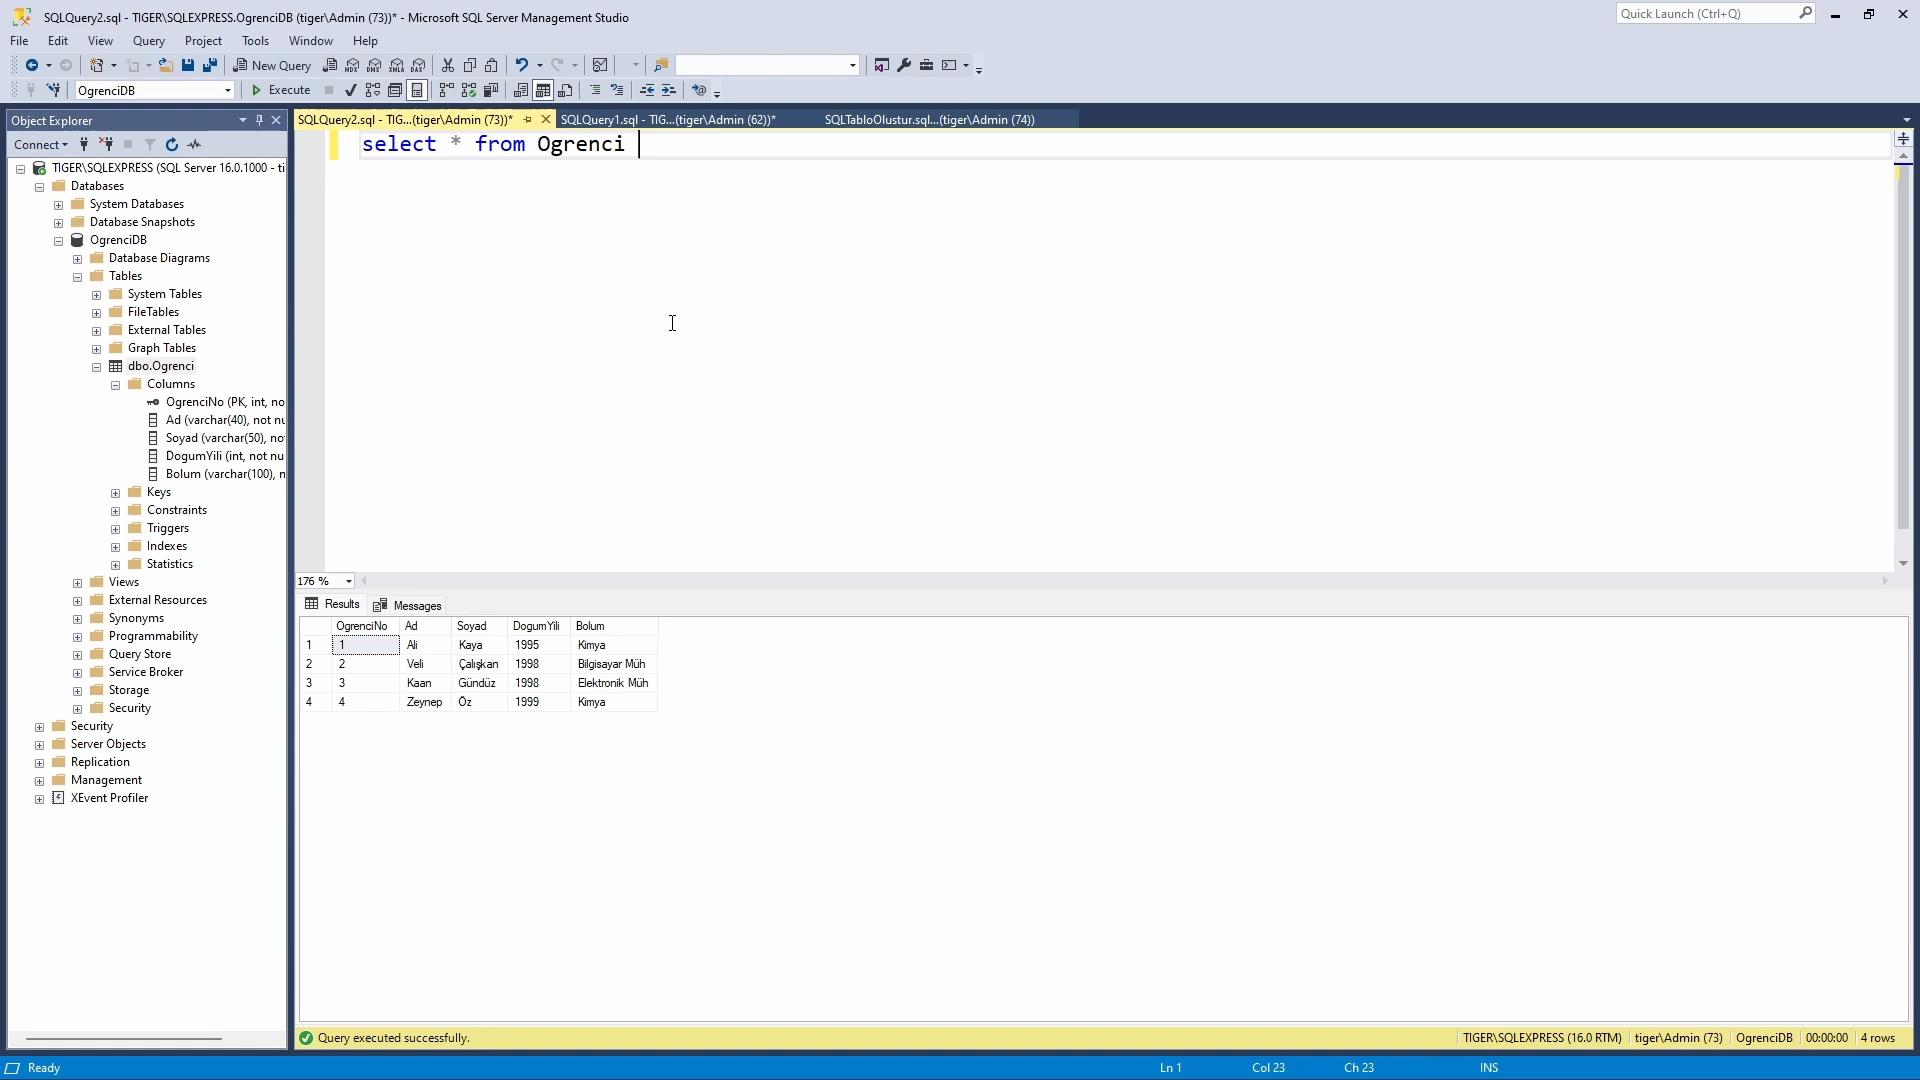 SQLQuery2.sql - TIGER\SQLEXPRESS.OgrenciDB (tiger\Admin (73))* - Microsoft SQL Server Management Studio
Quick Launch (Ctrl+Q)
File Edit View Query Project Tools Window Help
New Query
OgrenciDB
Execute
Object Explorer
SQLQuery2.sql - TIG...(tiger\Admin (73))*
SQLQuery1.sql - TIG...(tiger\Admin (62))*
SQLTabloOlustur.sql...(tiger\Admin (74))
Connect
select * from Ogrenci
TIGER\SQLEXPRESS (SQL Server 16.0.1000 - ti
Databases
System Databases
Database Snapshots
OgrenciDB
Database Diagrams
Tables
System Tables
FileTables
External Tables
Graph Tables
dbo.Ogrenci
Columns
OgrenciNo (PK, int, no
Ad (varchar(40), not nu
Soyad (varchar(50), no
DogumYili (int, not nu
Bolum (varchar(100), n
Keys
Constraints
Triggers
Indexes
Statistics
Views
External Resources
Synonyms
Programmability
Query Store
Service Broker
Storage
Security
Security
Server Objects
Replication
Management
XEvent Profiler
176 %
Results Messages
OgrenciNo Ad Soyad DogumYili Bolum
1 1 Ali Kaya 1995 Kimya
2 2 Veli Çalışkan 1998 Bilgisayar Müh
3 3 Kaan Gündüz 1998 Elektronik Müh
4 4 Zeynep Öz 1999 Kimya
Query executed successfully.
TIGER\SQLEXPRESS (16.0 RTM) tiger\Admin (73) OgrenciDB 00:00:00 4 rows
Ready
Ln 1 Col 23 Ch 23 INS